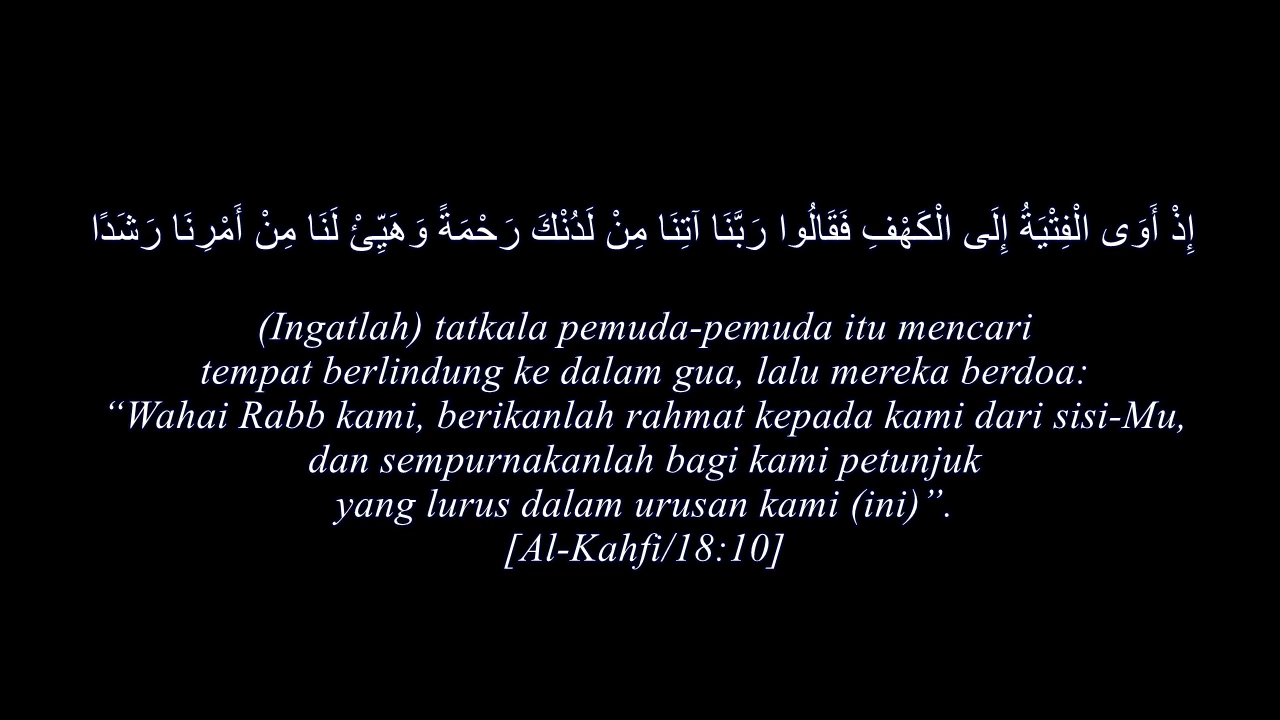 إِذْ أَوَى الْفِتْيَةُ إِلَى الْكَهْفِ فَقَالُوا رَبَّنَا آتِنَا مِنْ لَدُنْكَ رَحْمَةً وَهَيِّئْ لَنَا مِنْ أَمْرِنَا رَشَدًا
(Ingatlah) tatkala pemuda-pemuda itu mencari
tempat berlindung ke dalam gua, lalu mereka berdoa:
“Wahai Rabb kami, berikanlah rahmat kepada kami dari sisi-Mu,
dan sempurnakanlah bagi kami petunjuk
yang lurus dalam urusan kami (ini)”.
[Al-Kahfi/18:10]